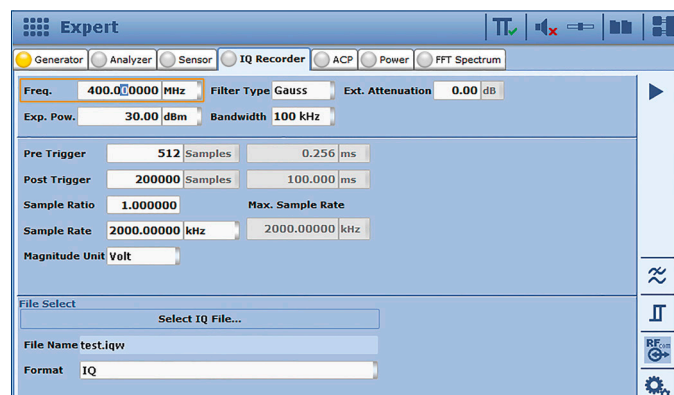 Expert
Generator Analyzer Sensor IQ Recorder ACP Power FFT Spectrum
Freq. 400.000000 MHz Filter Type Gauss Ext. Attenuation 0.00 dB
Exp. Pow. 30.00 dBm Bandwidth 100 kHz
Pre Trigger 512 Samples 0.256 ms
Post Trigger 200000 Samples 100.000 ms
Sample Ratio 1.000000 Max. Sample Rate
Sample Rate 2000.00000 kHz 2000.00000 kHz
Magnitude Unit Volt
File Select
Select IQ File...
File Name test.iqw
Format IQ
RFcom